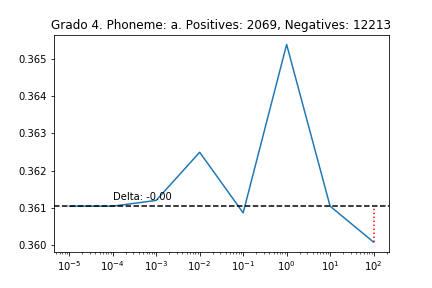 Grado 4. Phoneme: a. Positives: 2069, Negatives: 12213
0.365
0.364
0.363
0.362
Delta: -0.00
0.361
0.360
10⁻⁵ 10⁻⁴ 10⁻³ 10⁻² 10⁻¹ 10⁰ 10¹ 10²